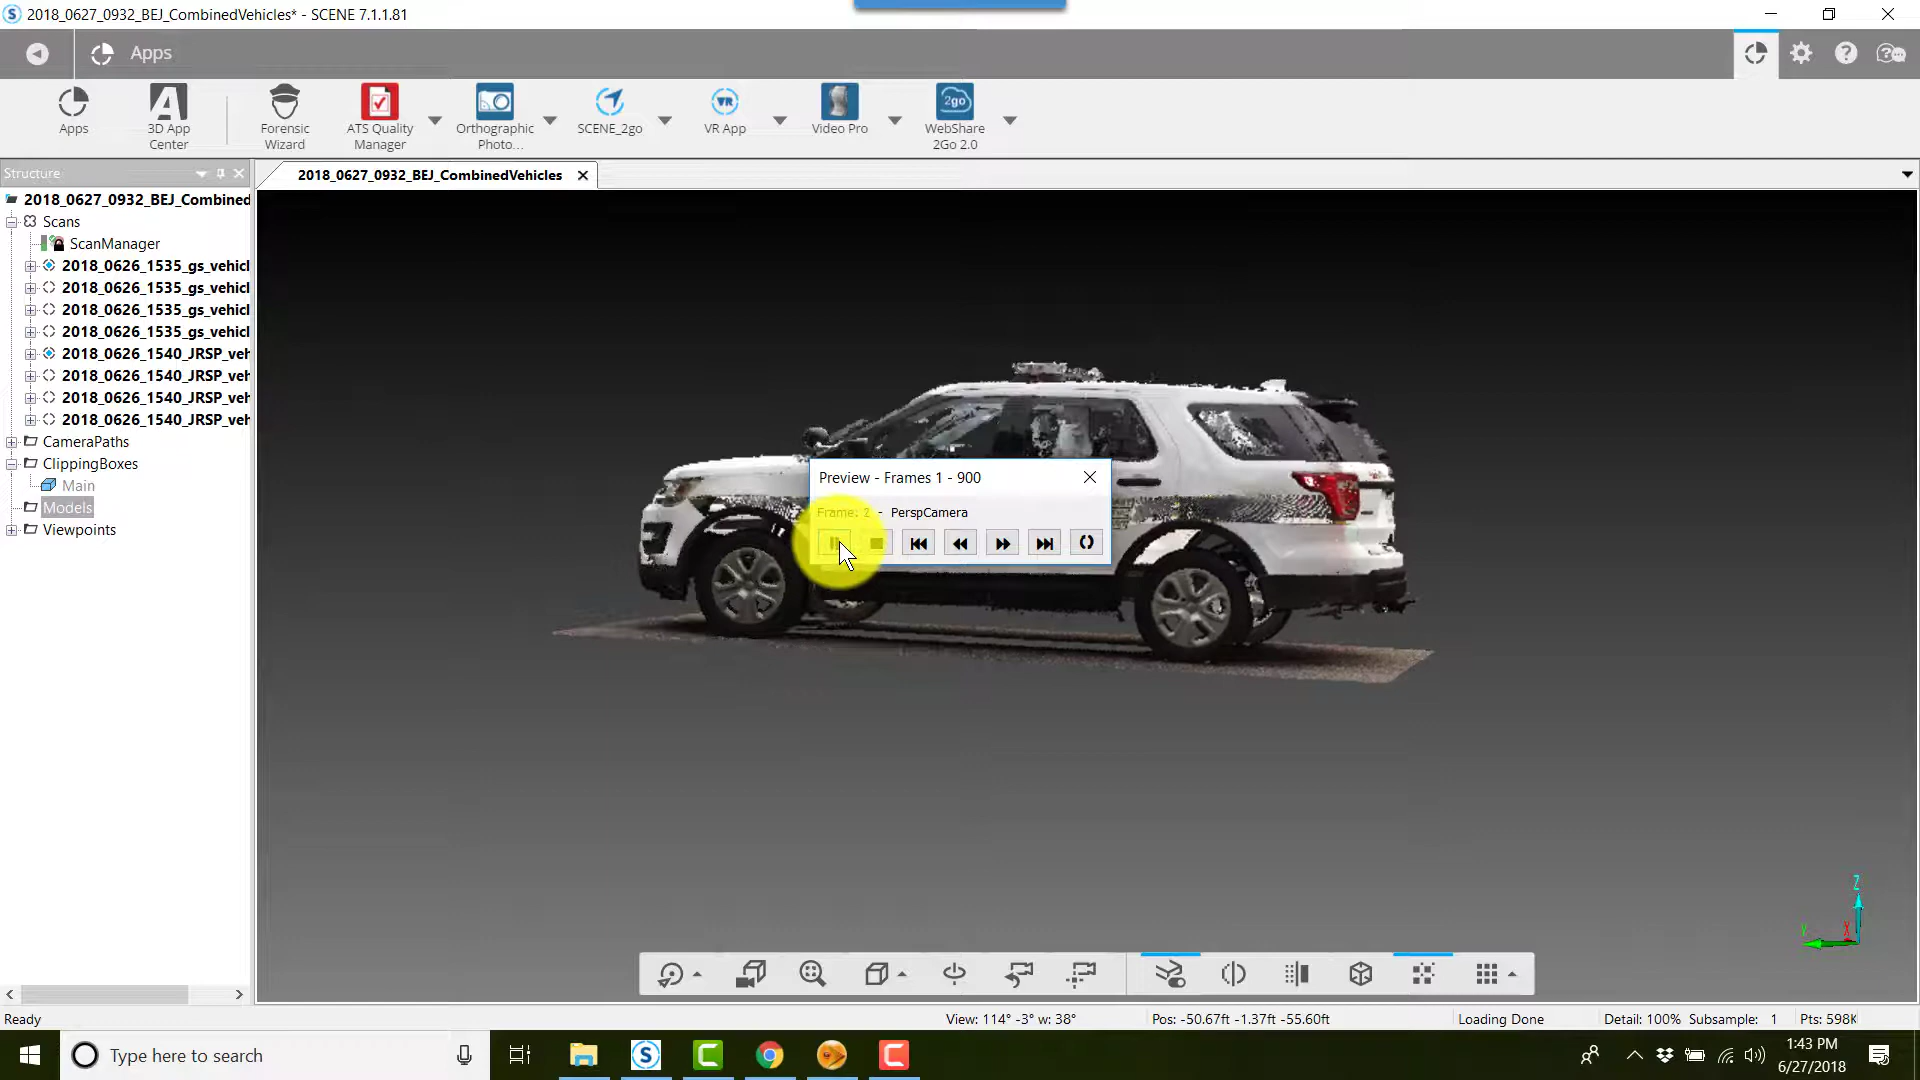 2018_0627_0932_BEJ_CombinedVehicles* - SCENE 7.1.1.81
Apps
Apps
3D App Center
Forensic Wizard
ATS Quality Manager
Orthographic Photo...
SCENE_2go
VR App
Video Pro
2go
WebShare 2Go 2.0
Structure
2018_0627_0932_BEJ_CombinedVehicles
2018_0627_0932_BEJ_Combined
Scans
ScanManager
2018_0626_1535_gs_vehicl
2018_0626_1535_gs_vehicl
2018_0626_1535_gs_vehicl
2018_0626_1535_gs_vehicl
2018_0626_1540_JRSP_veh
2018_0626_1540_JRSP_veh
2018_0626_1540_JRSP_veh
2018_0626_1540_JRSP_veh
CameraPaths
ClippingBoxes
Main
Models
Viewpoints
Preview - Frames 1 - 900
Frame: 2 - PerspCamera
Z
Y
X
Ready
View: 114° -3° w: 38°
Pos: -50.67ft -1.37ft -55.60ft
Loading Done
Detail: 100%
Subsample: 1
Pts: 598K
Type here to search
1:43 PM
6/27/2018